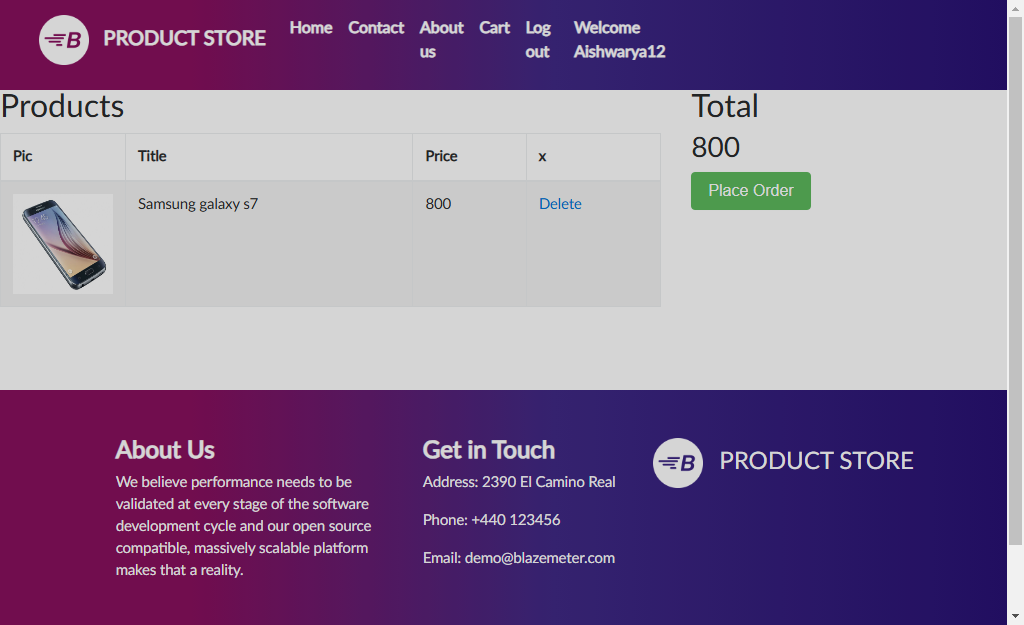 B PRODUCT STORE
Home Contact About us Cart Log out Welcome Aishwarya12
Products
Total
Pic Title Price x
800
Samsung galaxy s7 800 Delete
Place Order
About Us
We believe performance needs to be
validated at every stage of the software
development cycle and our open source
compatible, massively scalable platform
makes that a reality.
Get in Touch
Address: 2390 El Camino Real
Phone: +440 123456
Email: demo@blazemeter.com
B PRODUCT STORE